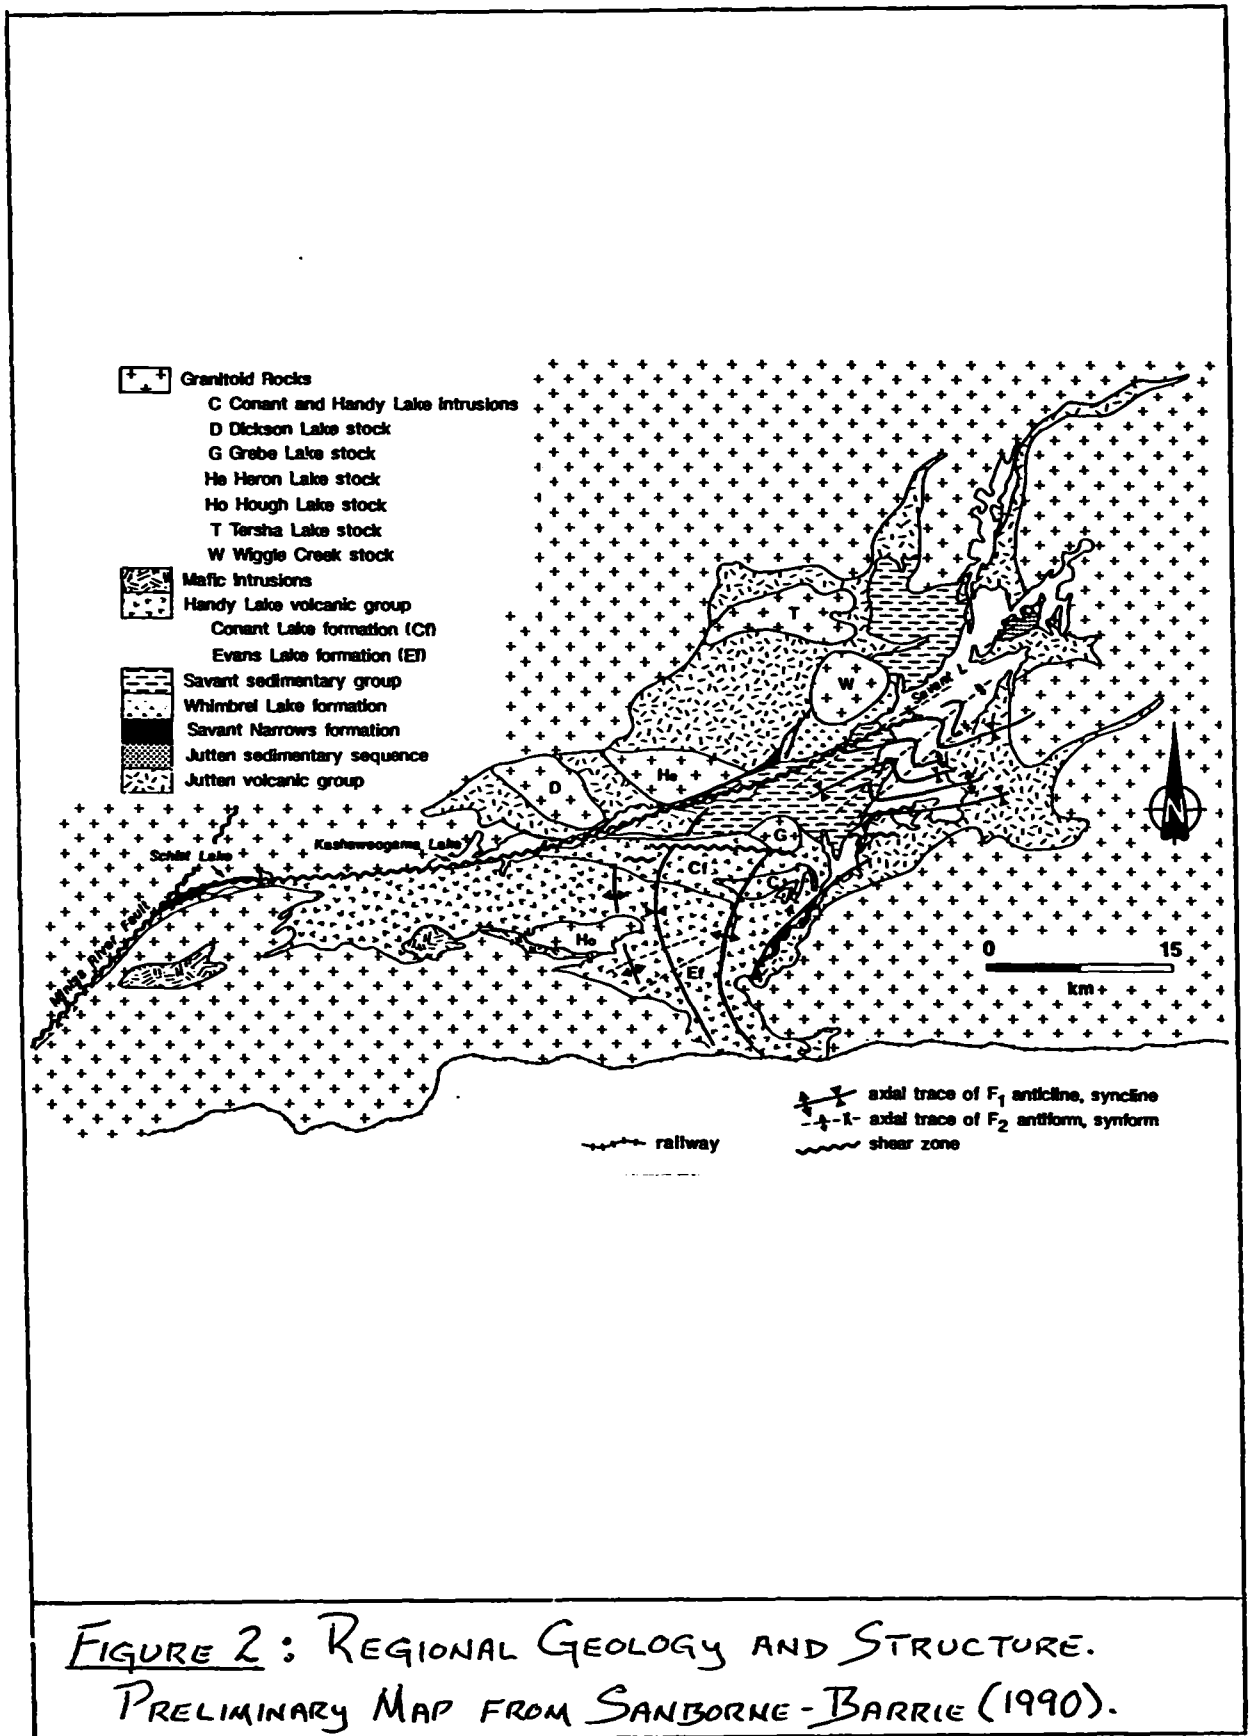 Granitoid Rocks
C Conant and Handy Lake intrusions
D Dickson Lake stock
G Grebe Lake stock
He Heron Lake stock
Ho Hough Lake stock
T Tersha Lake stock
W Wiggle Creek stock
Mafic Intrusions
Handy Lake volcanic group
Conant Lake formation (Cf)
Evans Lake formation (Ef)
Savant sedimentary group
Whimbrel Lake formation
Savant Narrows formation
Jutten sedimentary sequence
Jutten volcanic group
T
W
Savant L
He
D
G
Kashaweogama Lake
Schist Lake
Cf
C
Miniss River Fault
Ho
Ef
N
0 15
km
axial trace of F1 anticline, syncline
axial trace of F2 antiform, synform
railway
shear zone
FIGURE 2: REGIONAL GEOLOGY AND STRUCTURE.
PRELIMINARY MAP FROM SANBORNE-BARRIE (1990).